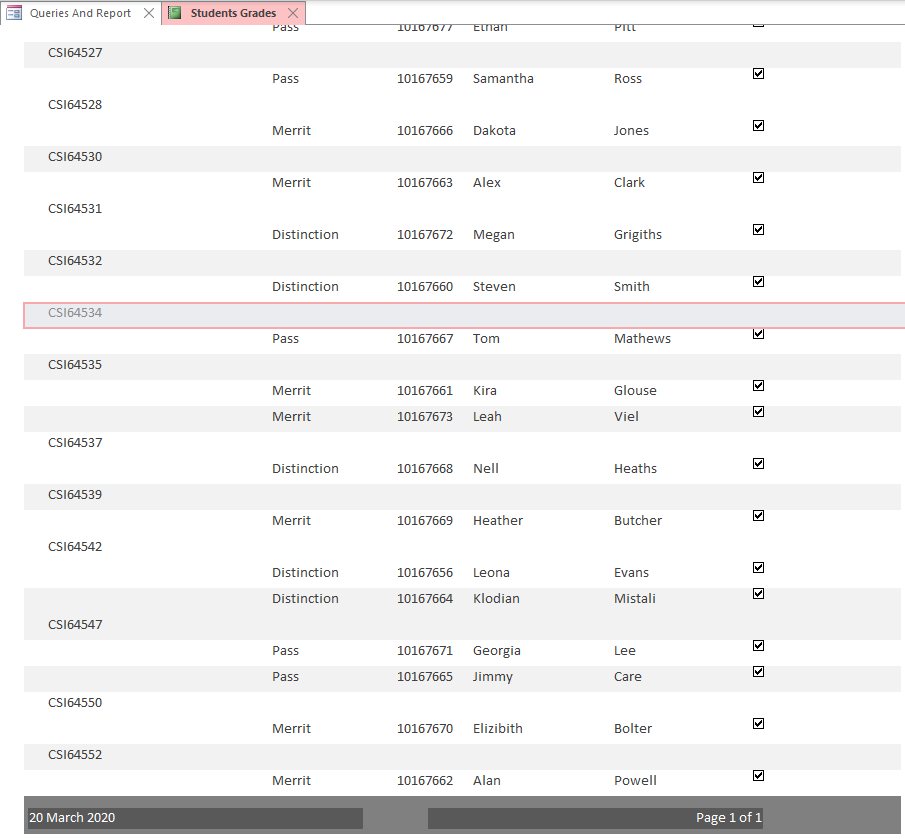 Queries And Report Students Grades
Pass 10167677 Ethan Pitt
CSI64527
Pass 10167659 Samantha Ross
CSI64528
Merrit 10167666 Dakota Jones
CSI64530
Merrit 10167663 Alex Clark
CSI64531
Distinction 10167672 Megan Grigiths
CSI64532
Distinction 10167660 Steven Smith
CSI64534
Pass 10167667 Tom Mathews
CSI64535
Merrit 10167661 Kira Glouse
Merrit 10167673 Leah Viel
CSI64537
Distinction 10167668 Nell Heaths
CSI64539
Merrit 10167669 Heather Butcher
CSI64542
Distinction 10167656 Leona Evans
Distinction 10167664 Klodian Mistali
CSI64547
Pass 10167671 Georgia Lee
Pass 10167665 Jimmy Care
CSI64550
Merrit 10167670 Elizibith Bolter
CSI64552
Merrit 10167662 Alan Powell
20 March 2020 Page 1 of 1